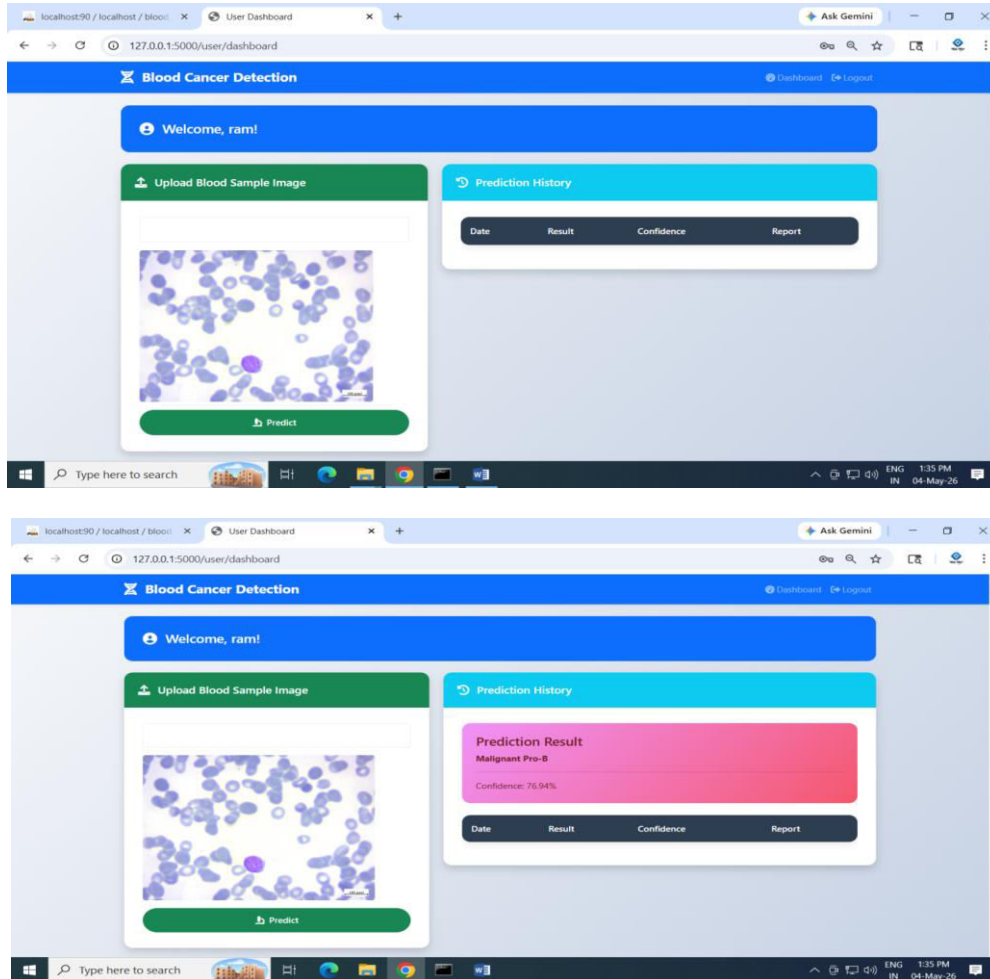 localhost:90 / localhost / blood
User Dashboard
Ask Gemini
127.0.0.1:5000/user/dashboard
Blood Cancer Detection
Dashboard Logout
Welcome, ram!
Upload Blood Sample Image
Prediction History
Date Result Confidence Report
Predict
Type here to search
ENG 1:35 PM
IN 04-May-26
localhost:90 / localhost / blood
User Dashboard
Ask Gemini
127.0.0.1:5000/user/dashboard
Blood Cancer Detection
Dashboard Logout
Welcome, ram!
Upload Blood Sample Image
Prediction History
Prediction Result
Malignant Pro-B
Confidence: 76.94%
Date Result Confidence Report
Predict
Type here to search
ENG 1:35 PM
IN 04-May-26